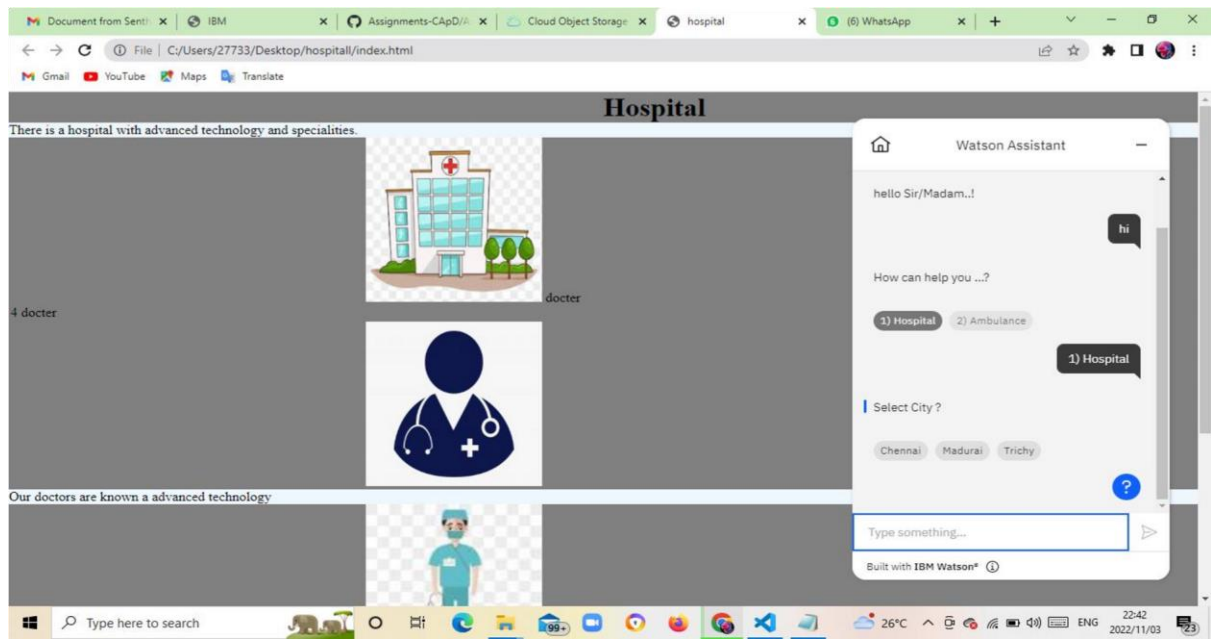 Document from Senth
IBM
Assignments-CApD/A
Cloud Object Storage
hospital
(6) WhatsApp
File
C:/Users/27733/Desktop/hospitall/index.html
Gmail
YouTube
Maps
Translate
Hospital
There is a hospital with advanced technology and specialities.
docter
4 docter
Our doctors are known a advanced technology
Watson Assistant
hello Sir/Madam..!
hi
How can help you ...?
1) Hospital
2) Ambulance
1) Hospital
Select City ?
Chennai
Madurai
Trichy
?
Type something...
Built with IBM Watson®
Type here to search
99+
26°C
ENG
22:42
2022/11/03
23